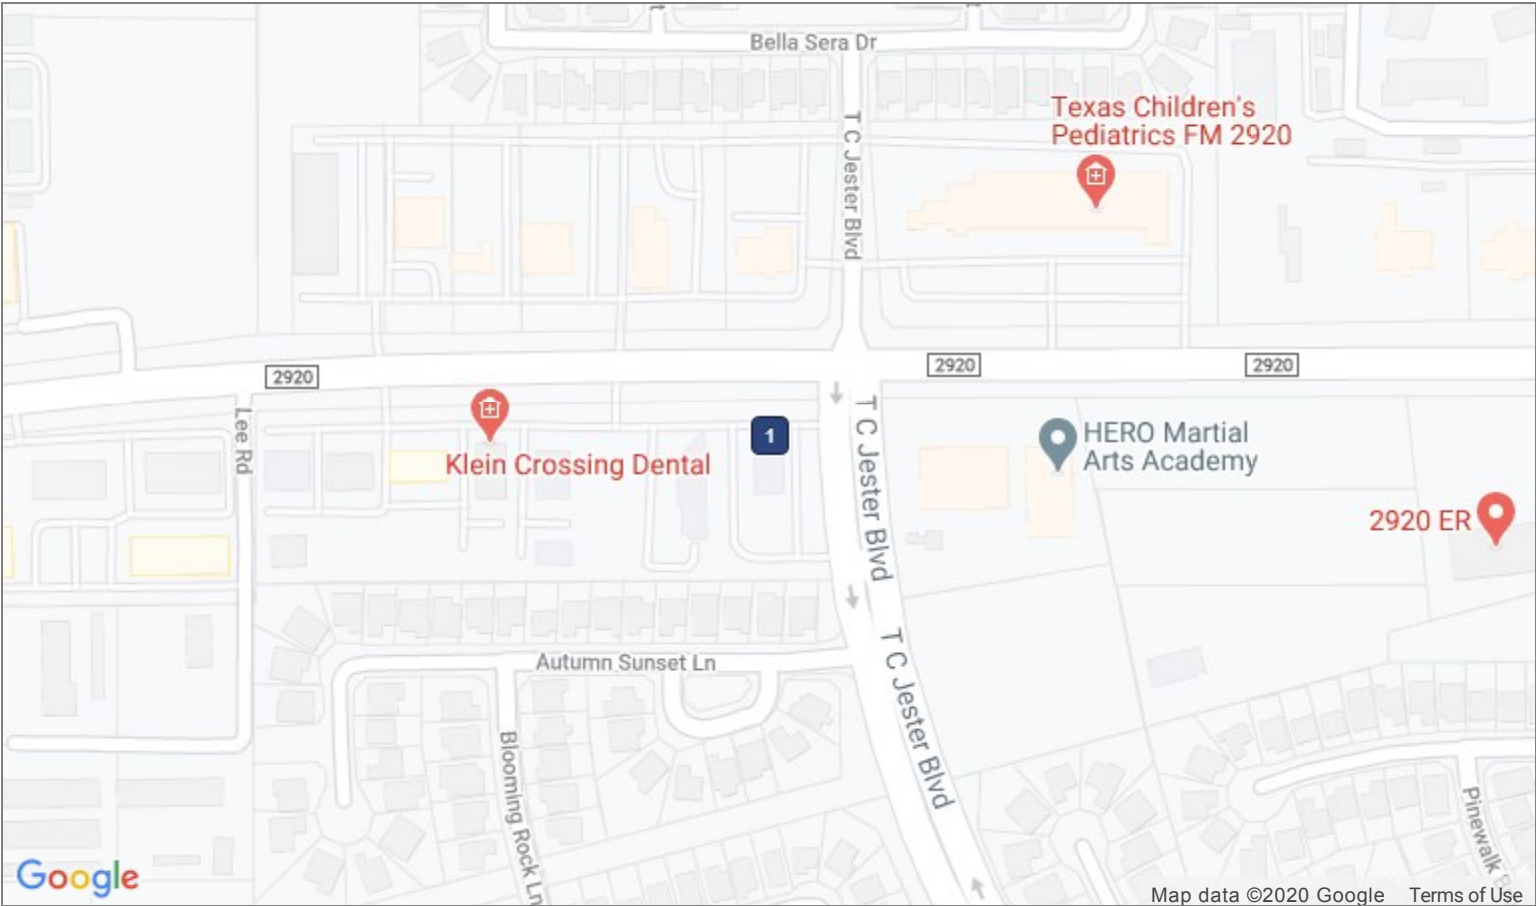 Bella Sera Dr
Texas Children's
Pediatrics FM 2920
T C Jester Blvd
2920
2920
2920
Lee Rd
Klein Crossing Dental
1
T C Jester Blvd
HERO Martial
Arts Academy
2920 ER
Autumn Sunset Ln
T C Jester Blvd
Blooming Rock Ln
Pinewalk
Google
Map data ©2020 Google
Terms of Use